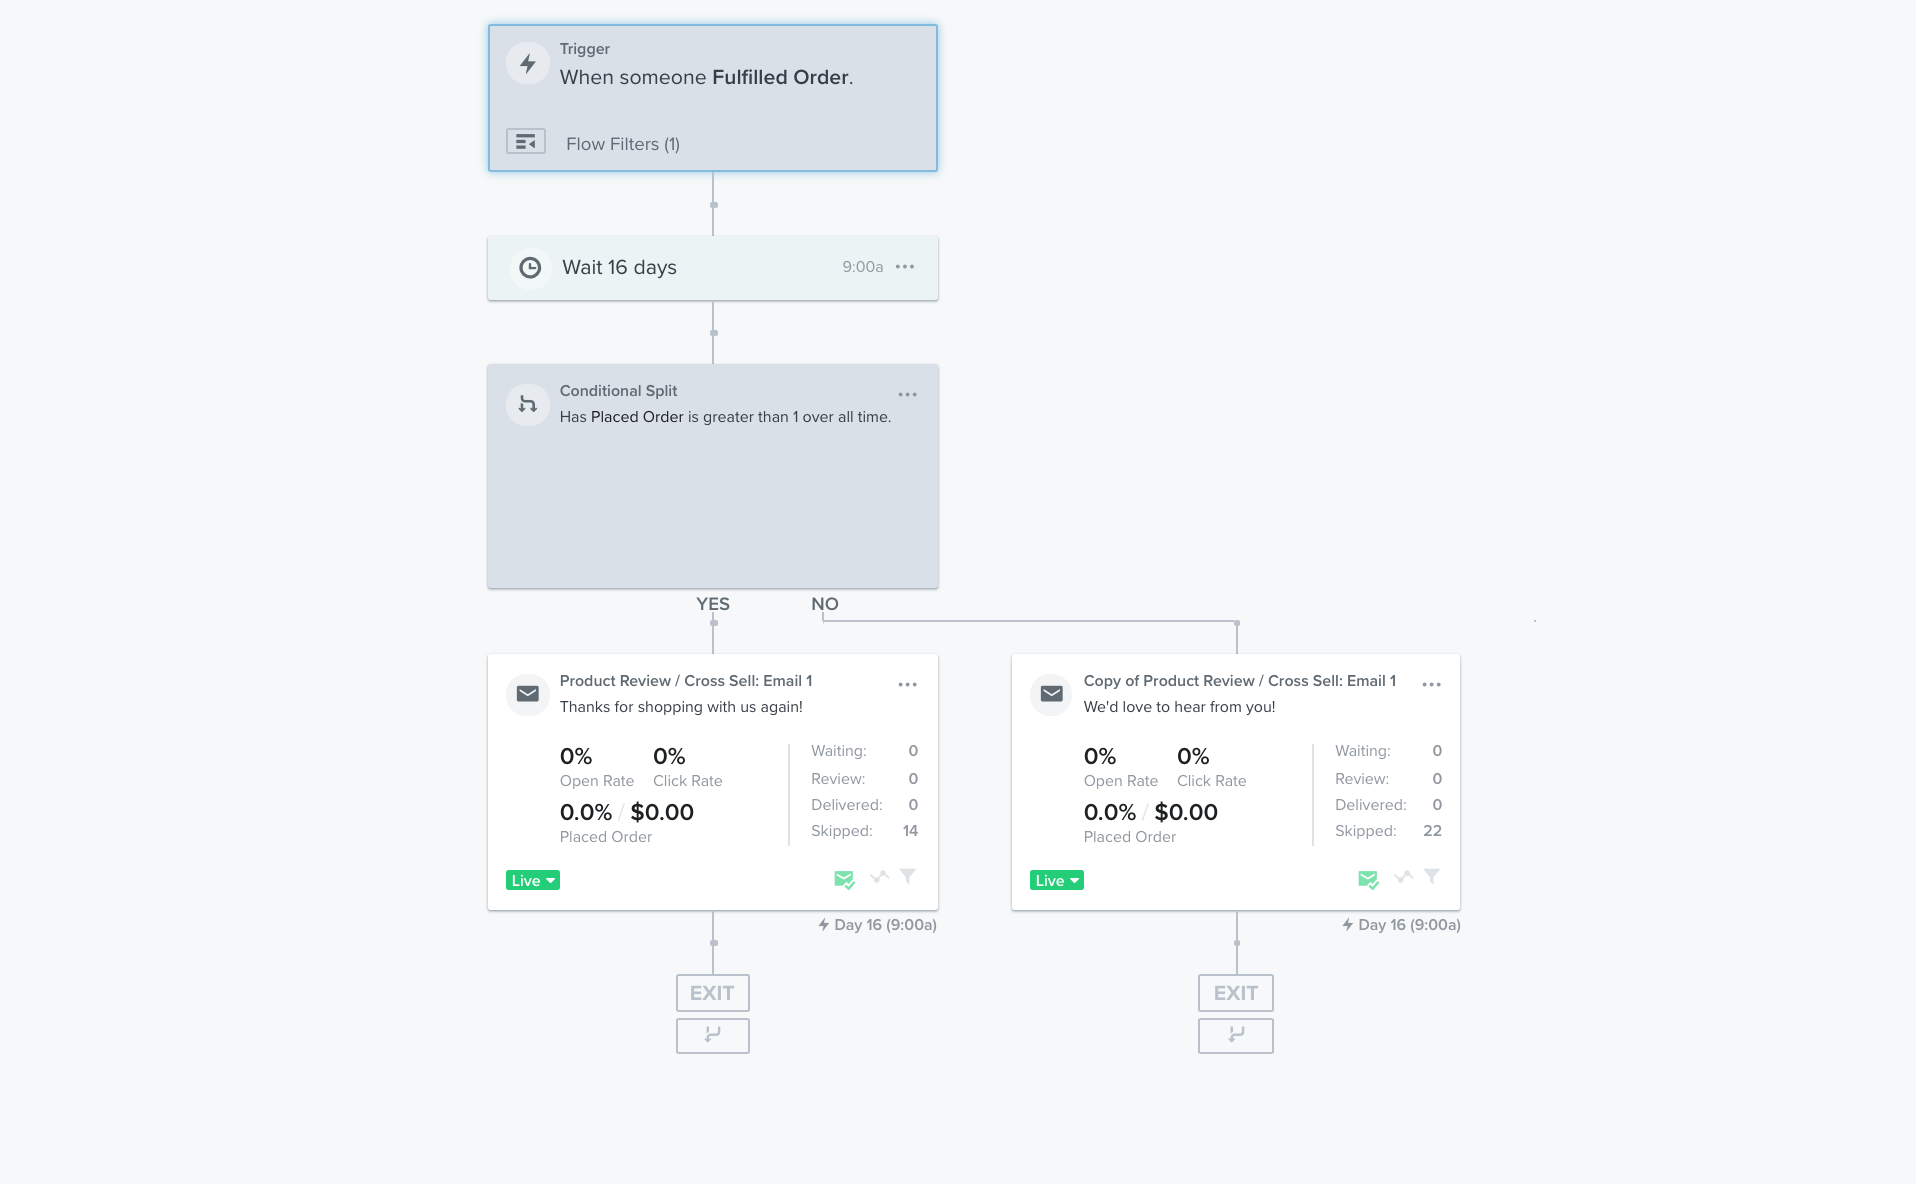 Trigger
When someone Fulfilled Order.
Flow Filters (1)
Wait 16 days
9:00a
Conditional Split
Has Placed Order is greater than 1 over all time.
YES
NO
Product Review / Cross Sell: Email 1
Thanks for shopping with us again!
0% 0%
Open Rate Click Rate
0.0% / $0.00
Placed Order
Waiting: 0
Review: 0
Delivered: 0
Skipped: 14
Live
Day 16 (9:00a)
EXIT
Copy of Product Review / Cross Sell: Email 1
We'd love to hear from you!
0% 0%
Open Rate Click Rate
0.0% / $0.00
Placed Order
Waiting: 0
Review: 0
Delivered: 0
Skipped: 22
Live
Day 16 (9:00a)
EXIT